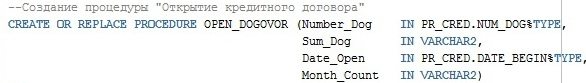 --Создание процедуры "Открытие кредитного договора"
CREATE OR REPLACE PROCEDURE OPEN_DOGOVOR (Number_Dog IN PR_CRED.NUM_DOG%TYPE,
Sum_Dog IN VARCHAR2,
Date_Open IN PR_CRED.DATE_BEGIN%TYPE,
Month_Count IN VARCHAR2)